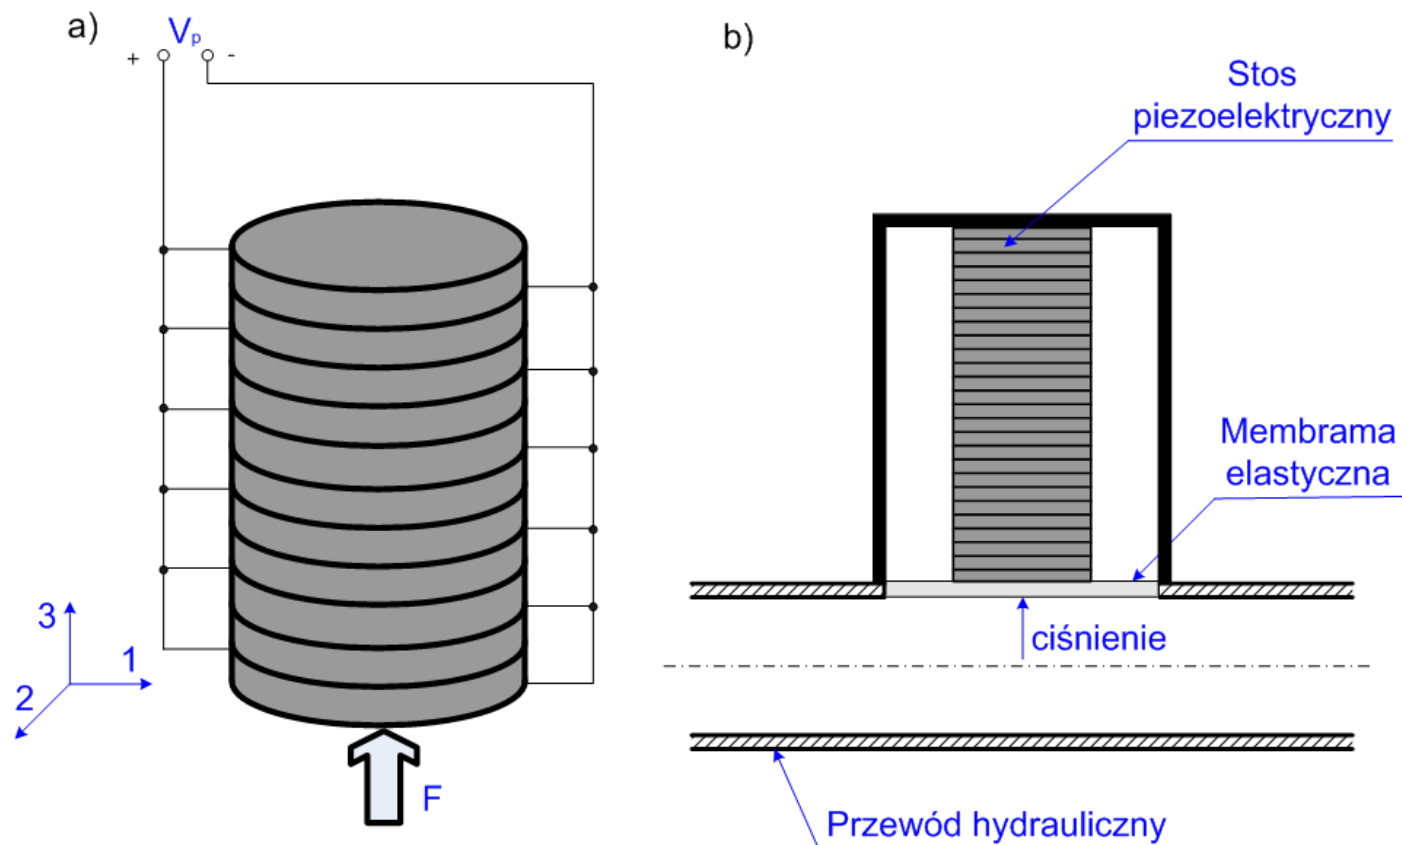 a)
Vp
+
-
3
1
2
F
b)
Stos
piezoelektryczny
Membrama
elastyczna
ciśnienie
Przewód hydrauliczny